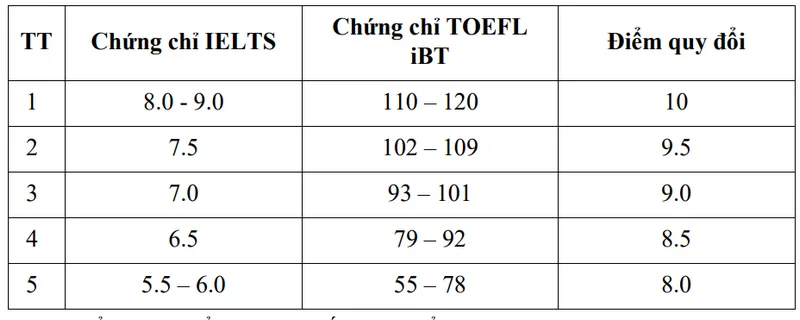 TT Chứng chỉ IELTS Chứng chỉ TOEFL iBT Điểm quy đổi
1 8.0 - 9.0 110 – 120 10
2 7.5 102 – 109 9.5
3 7.0 93 – 101 9.0
4 6.5 79 – 92 8.5
5 5.5 – 6.0 55 – 78 8.0